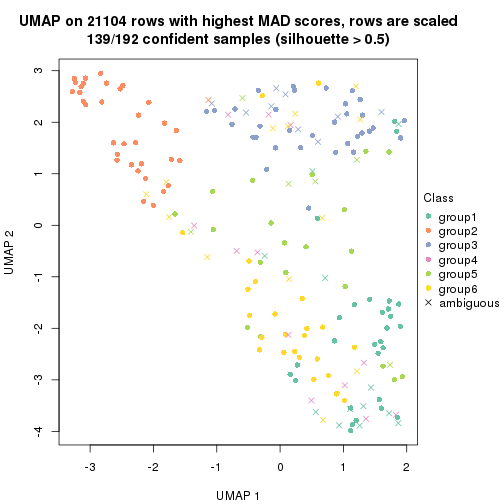 UMAP on 21104 rows with highest MAD scores, rows are scaled
139/192 confident samples (silhouette > 0.5)
3
2
1
0
-1
-2
-3
-4
UMAP 2
-3 -2 -1 0 1 2
UMAP 1
Class
group1
group2
group3
group4
group5
group6
ambiguous